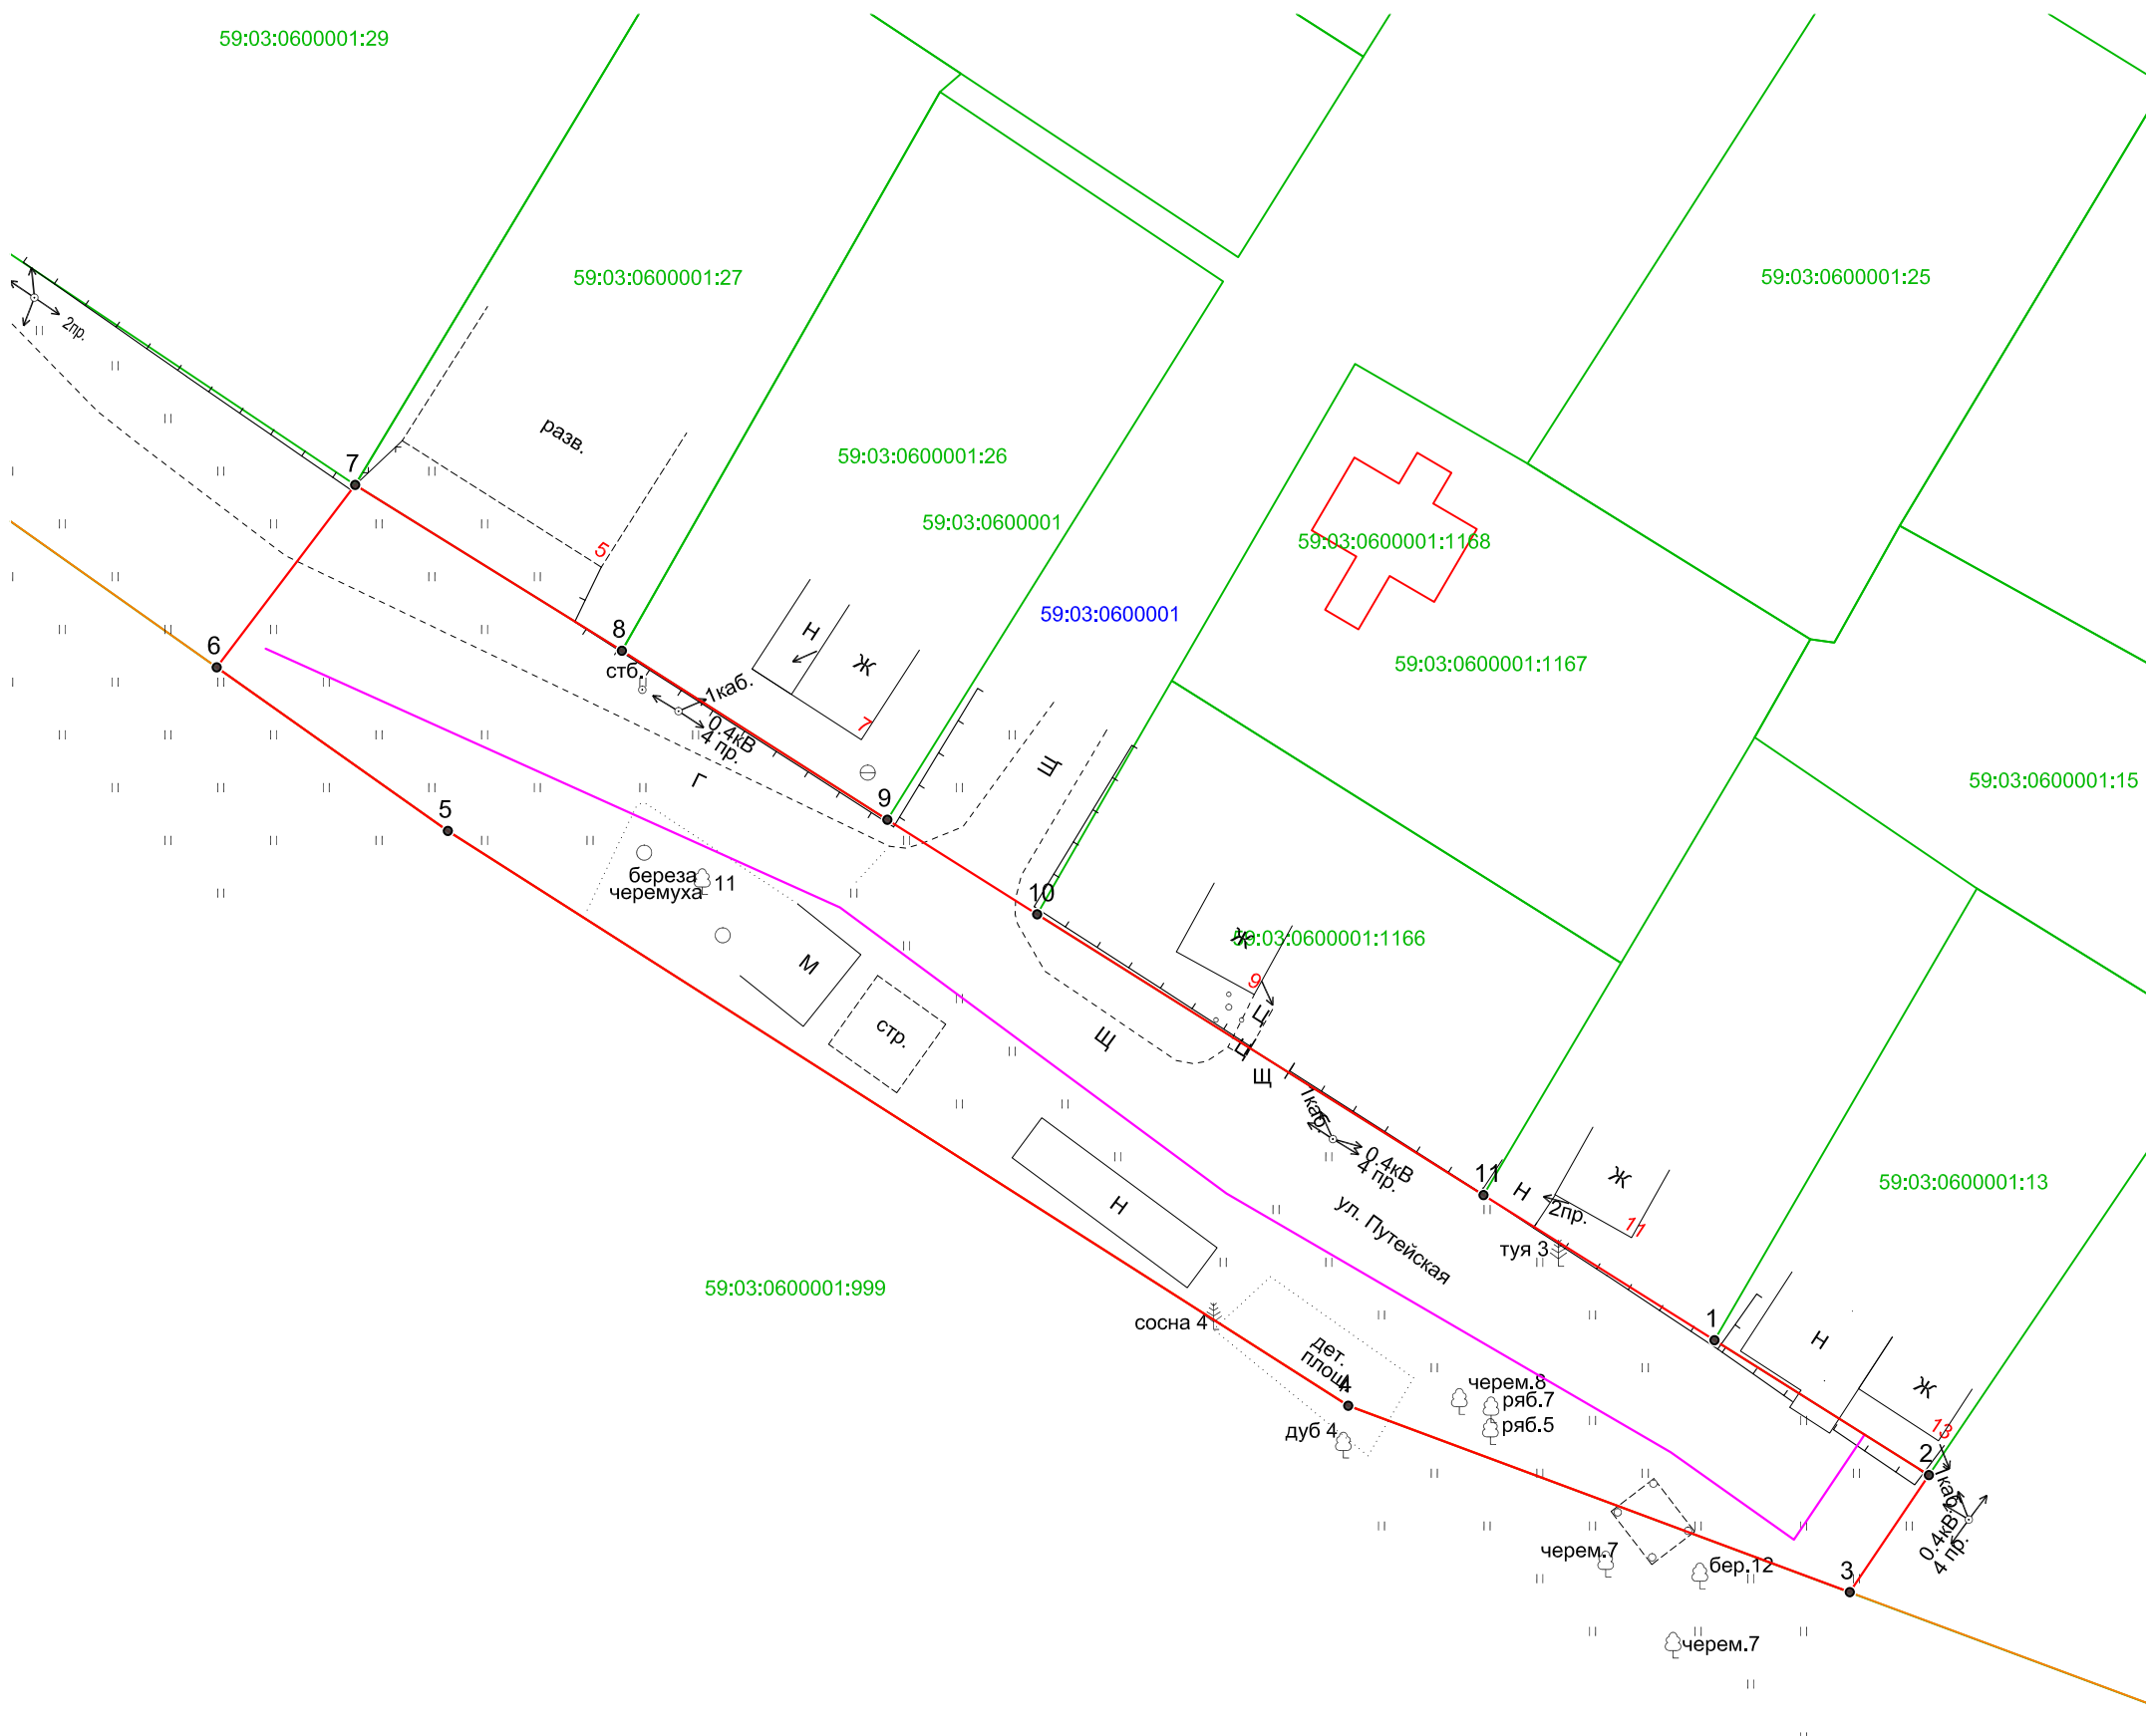 59:03:0600001:29
59:03:0600001:27
59:03:0600001:25
2пр.
разв.
59:03:0600001:26
7
59:03:0600001
5
59:03:0600001:1168
59:03:0600001
8
Н
6
Ж
59:03:0600001:1167
стб.
1каб.
7
0.4кВ
4 пр.
Щ
Г
59:03:0600001:15
9
5
береза
черемуха
11
10
Ж
59:03:0600001:1166
М
9
Ц
стр.
Щ
Ц
Щ
1каб.
0.4кВ
4 пр.
11
Н
Ж
59:03:0600001:13
Н
2пр.
11
ул. Путейская
туя 3
59:03:0600001:999
сосна 4
1
Н
дет.
площ.
4
черем.8
ряб.7
ряб.5
Ж
дуб 4
13
2
1каб.
0.4кВ
4 пр.
черем.7
бер.12
3
черем.7